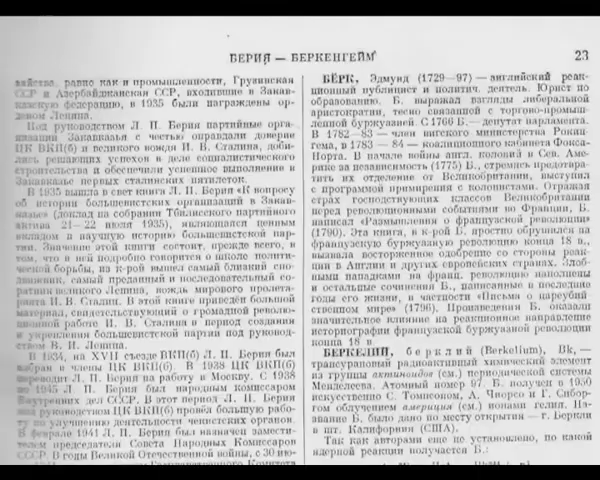 БЕРИЯ — БЕРКЕНГЕЙМ
23
зяйства, равно как и промышленности, Грузинская
ССР и Азербайджанская ССР, входившие в Закав-
казскую федерацию, в 1935 были награждены ор-
деном Ленина.
Под руководством Л. П. Берия партийные орга-
низации Закавказья с честью оправдали доверие
ЦК ВКП(б) и великого вождя И. В. Сталина, доби-
лись решающих успехов в деле социалистического
строительства и обеспечили успешное выполнение в
Закавказье первых сталинских пятилеток.
В 1935 вышла в свет книга Л. П. Берия «К вопросу
об истории большевистских организаций в Закав-
казье» (доклад на собрании Тбилисского партийного
актива 21—22 июля 1935), являющаяся ценным
вкладом в научную историю большевистской пар-
тии. Значение этой книги состоит, прежде всего, в
том, что в ней подробно говорится о школе полити-
ческой борьбы, из к-рой вышел самый близкий спо-
движник, самый преданный и последовательный со-
ратник великого Ленина, вождь мирового пролета-
риата И. В. Сталин. В этой книге приведён большой
материал, свидетельствующий о громадной револю-
ционной работе И. В. Сталина в период создания
и укрепления большевистской партии под руковод-
ством В. И. Ленина.
В 1934, на XVII съезде ВКП(б) Л. П. Берия был
избран в члены ЦК ВКП(б). В 1938 ЦК ВКП(б)
переводит Л. П. Берия на работу в Москву. С 1938
по 1945 Л. П. Берия был народным комиссаром
Внутренних дел СССР. В этот период Л. П. Берия
под руководством ЦК ВКП(б) провёл большую рабо-
ту по улучшению деятельности чекистских органов.
В феврале 1941 Л. П. Берия был назначен замести-
телем председателя Совета Народных Комиссаров
СССР. В годы Великой Отечественной войны, с 30 ию-
Комитета
БЁРК, Эдмунд (1729—97) — английский реак-
ционный публицист и политич. деятель. Юрист по
образованию. Б. выражал взгляды либеральной
аристократии, тесно связанной с торгово-промыш-
ленной буржуазией. С 1766 Б.— депутат парламента.
В 1782—83 — член вигского министерства Рокин-
гема, в 1783 — 84 — коалиционного кабинета Фокса-
Норта. В начале войны англ. колоний в Сев. Аме-
рике за независимость (1775) Б., стремясь предотвра-
тить их отделение от Великобритании, выступил
с программой примирения с колонистами. Отражая
страх господствующих классов Великобритании
перед революционными событиями во Франции, Б.
написал «Размышления о французской революции»
(1790). Эта книга, в к-рой Б. яростно обрушился на
французскую буржуазную революцию конца 18 в.,
вызвала восторженное одобрение со стороны реак-
ции в Англии и других европейских странах. Злоб-
ными нападками на франц. революцию наполнены
и остальные сочинения Б., написанные в последние
годы его жизни, в частности «Письма о цареубий-
ственном мире» (1796). Произведения Б. оказали
значительное влияние на реакционное направление
историографии французской буржуазной революции
конца 18 в
БЕРКЕЛИЙ, берклий (Berkelium), Bk, —
трансурановый радиоактивный химический элемент
из группы актиноидов (см.) периодической системы
Менделеева. Атомный номер 97. Б. получен в 1950
искусственно С. Томпсоном, А. Чиорсо и Г. Сибор-
гом облучением америция (см.) ионами гелия. На-
звание Б. было дано по месту открытия — г. Беркли
в шт. Калифорния (США).
Так как авторами еще не установлено, по какой
ядерной реакции получается Б.: